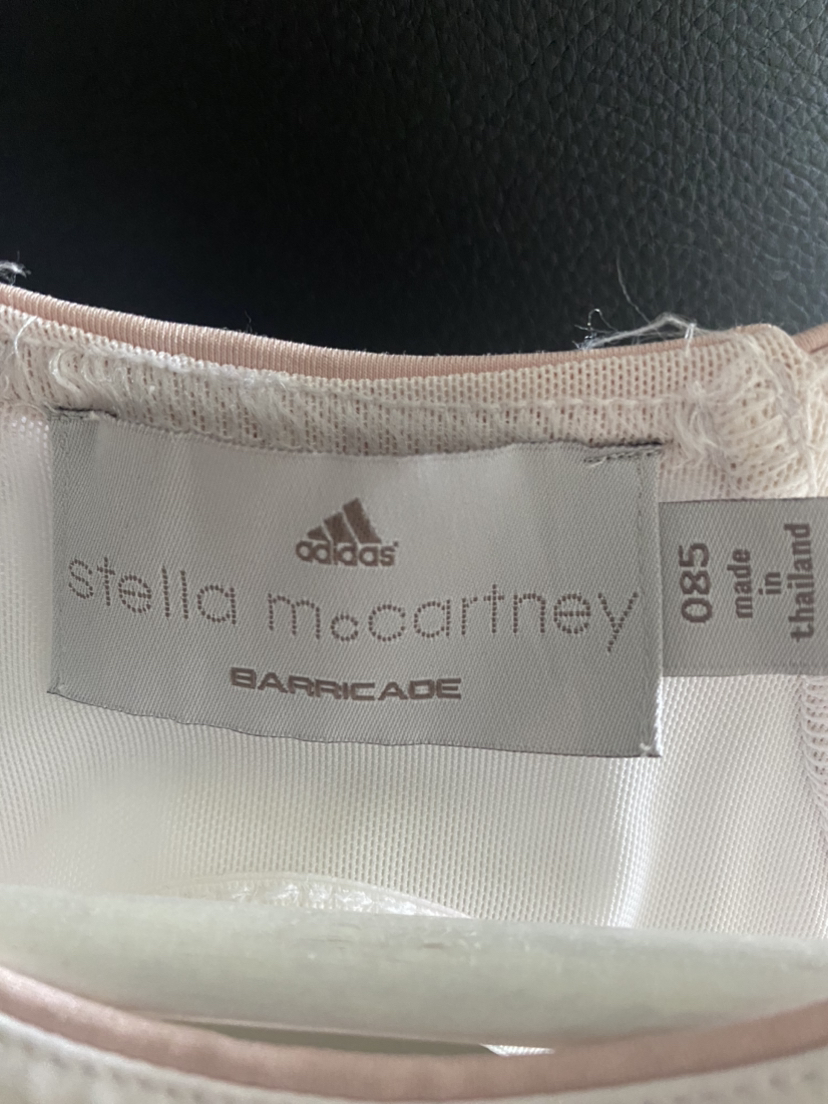 adidas
stella mccartney
BARRICADE
085
made
in
thailand